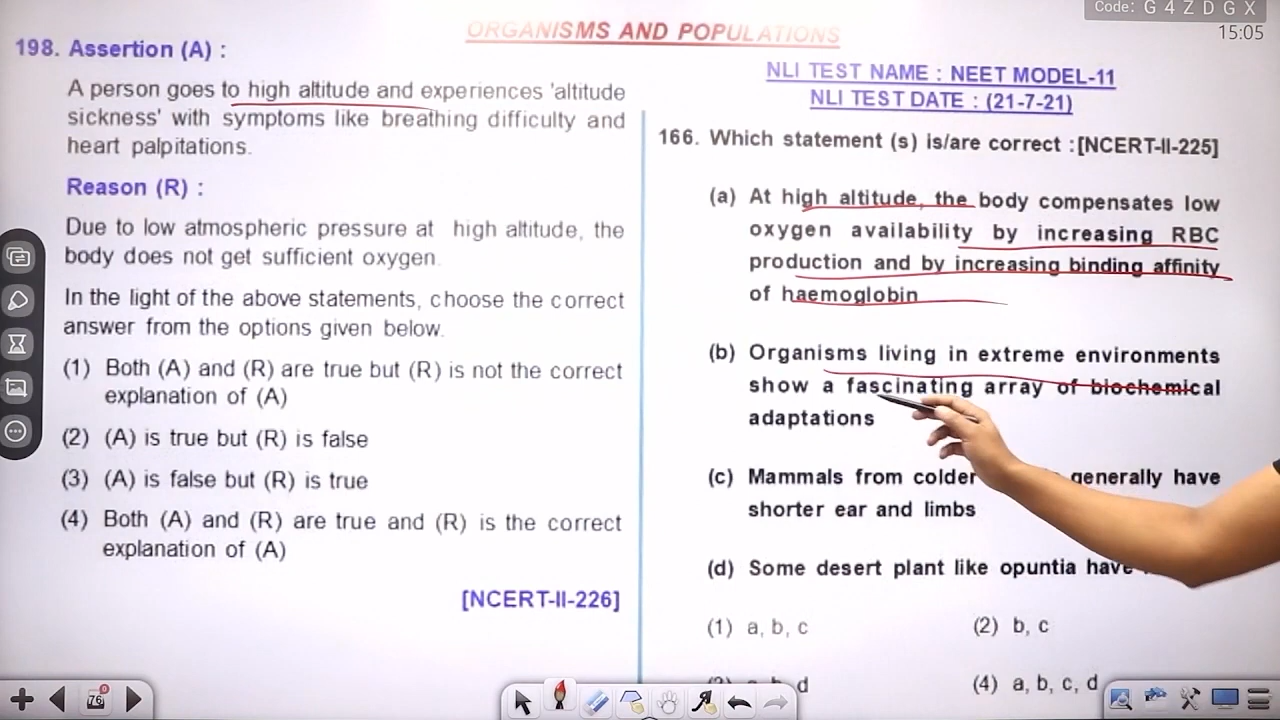 Code: G 4 Z D G X
15:05
ORGANISMS AND POPULATIONS
198. Assertion (A) :
A person goes to high altitude and experiences 'altitude
sickness' with symptoms like breathing difficulty and
heart palpitations.
Reason (R) :
Due to low atmospheric pressure at high altitude, the
body does not get sufficient oxygen.
In the light of the above statements, choose the correct
answer from the options given below.
(1) Both (A) and (R) are true but (R) is not the correct
explanation of (A)
(2) (A) is true but (R) is false
(3) (A) is false but (R) is true
(4) Both (A) and (R) are true and (R) is the correct
explanation of (A)
[NCERT-II-226]
NLI TEST NAME : NEET MODEL-11
NLI TEST DATE : (21-7-21)
166. Which statement (s) is/are correct :[NCERT-II-225]
(a) At high altitude, the body compensates low
oxygen availability by increasing RBC
production and by increasing binding affinity
of haemoglobin
(b) Organisms living in extreme environments
show a fascinating array of biochemical
adaptations
(c) Mammals from colder generally have
shorter ear and limbs
(d) Some desert plant like opuntia have
(1) a, b, c
(2) b, c
d
(4) a, b, c, d
76